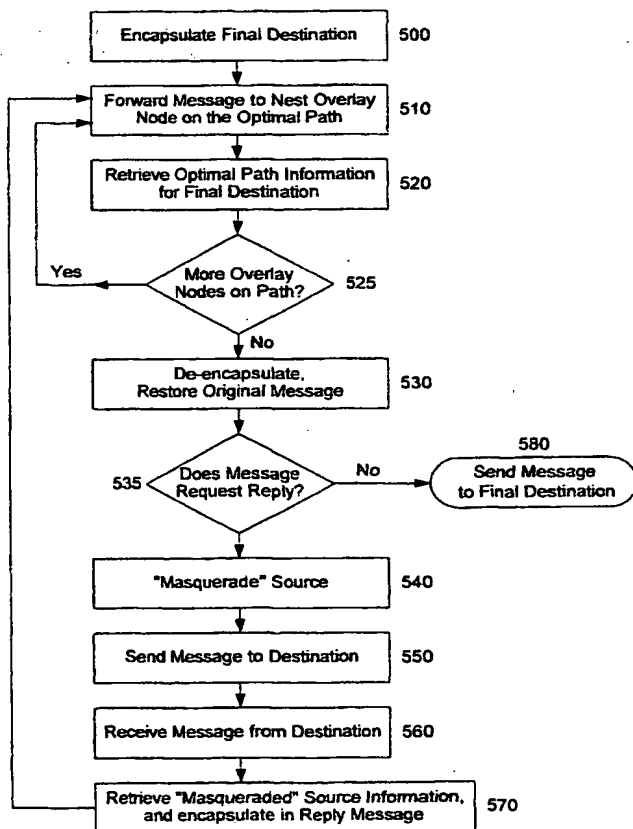 Encapsulate Final Destination 500
Forward Message to Nest Overlay
Node on the Optimal Path
510
Retrieve Optimal Path Information
for Final Destination
520
Yes
More Overlay
Nodes on Path?
525
No
De-encapsulate,
Restore Original Message
530
580
535
Does Message
Request Reply?
No
Send Message
to Final Destination
"Masquerade" Source 540
Send Message to Destination 550
Receive Message from Destination 560
Retrieve "Masqueraded" Source Information,
and encapsulate in Reply Message
570